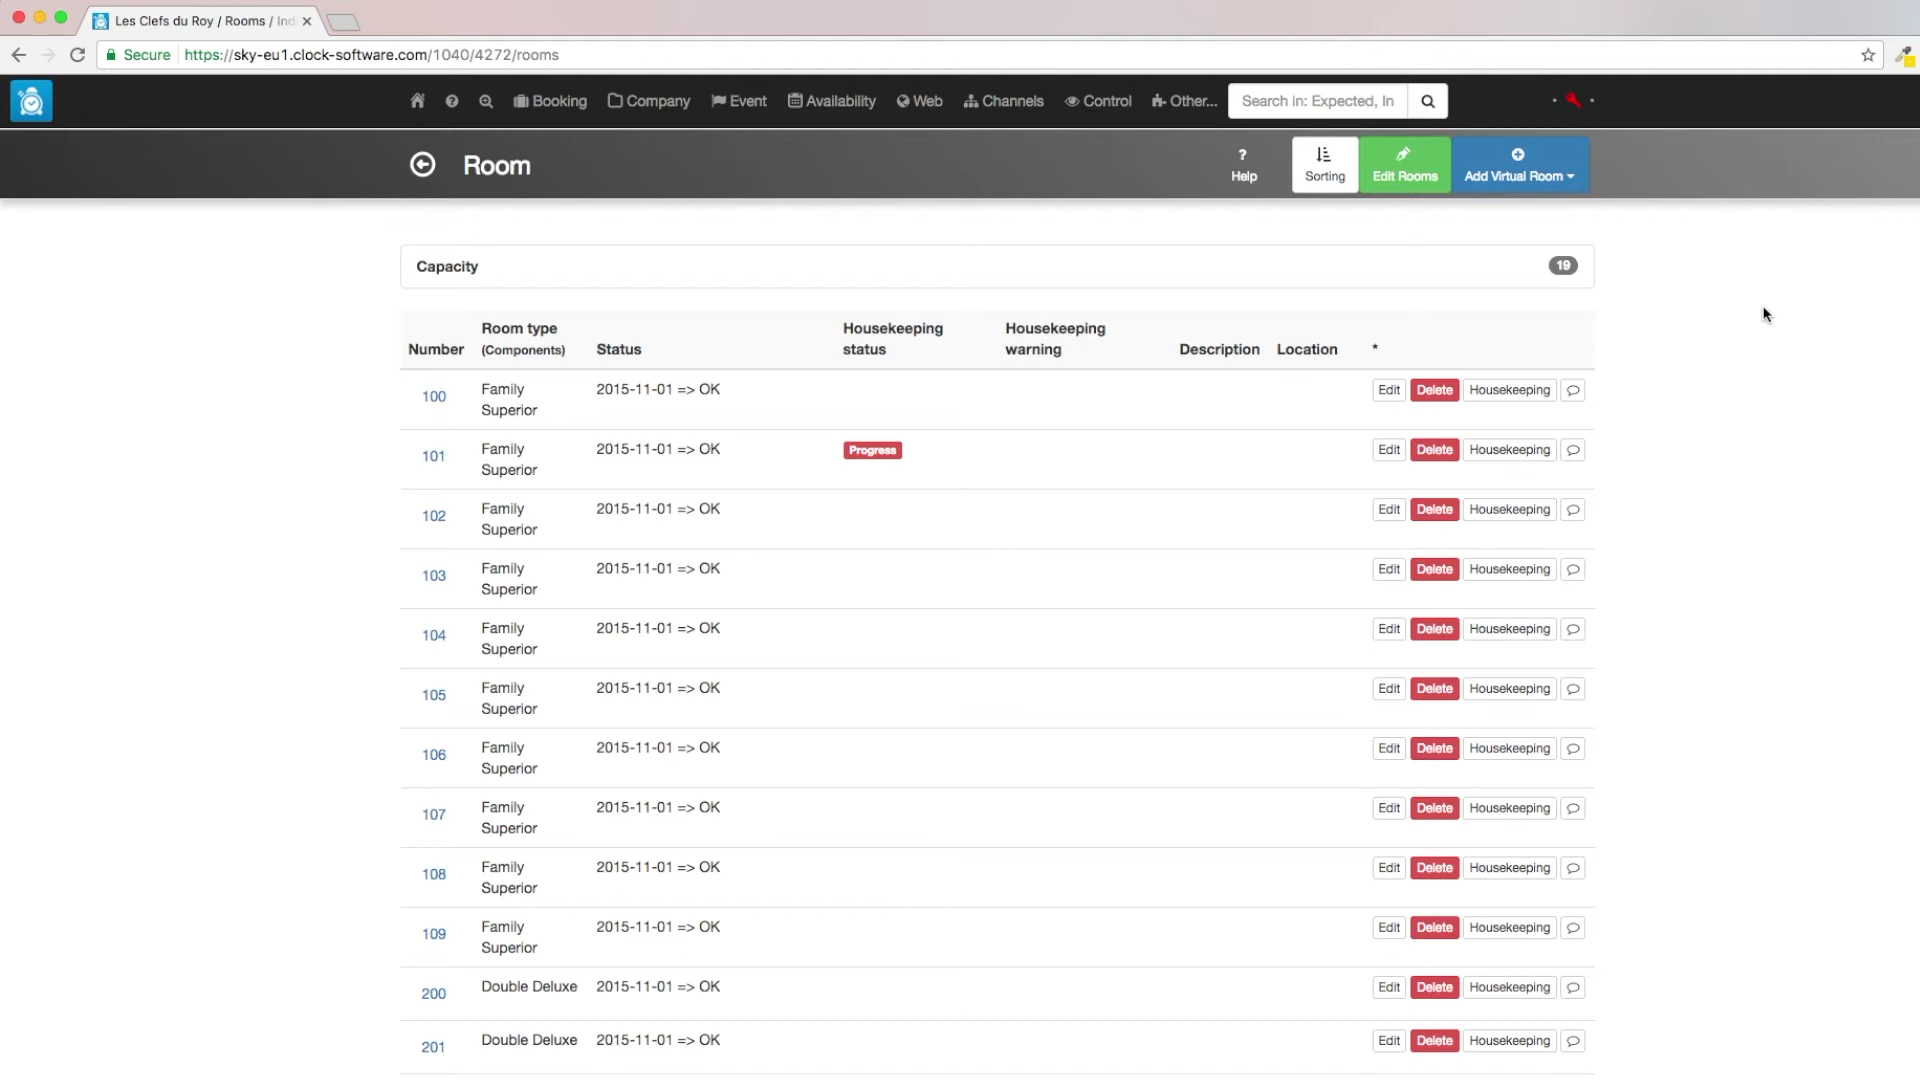 Les Clefs du Roy / Rooms / Ind
Secure https://sky-eu1.clock-software.com/1040/4272/rooms
Booking Company Event Availability Web Channels Control Other... Search in: Expected, In
Room
? Help Sorting Edit Rooms Add Virtual Room
Capacity 19
Number Room type (Components) Status Housekeeping status Housekeeping warning Description Location *
100 Family Superior 2015-11-01 => OK Edit Delete Housekeeping
101 Family Superior 2015-11-01 => OK Progress Edit Delete Housekeeping
102 Family Superior 2015-11-01 => OK Edit Delete Housekeeping
103 Family Superior 2015-11-01 => OK Edit Delete Housekeeping
104 Family Superior 2015-11-01 => OK Edit Delete Housekeeping
105 Family Superior 2015-11-01 => OK Edit Delete Housekeeping
106 Family Superior 2015-11-01 => OK Edit Delete Housekeeping
107 Family Superior 2015-11-01 => OK Edit Delete Housekeeping
108 Family Superior 2015-11-01 => OK Edit Delete Housekeeping
109 Family Superior 2015-11-01 => OK Edit Delete Housekeeping
200 Double Deluxe 2015-11-01 => OK Edit Delete Housekeeping
201 Double Deluxe 2015-11-01 => OK Edit Delete Housekeeping